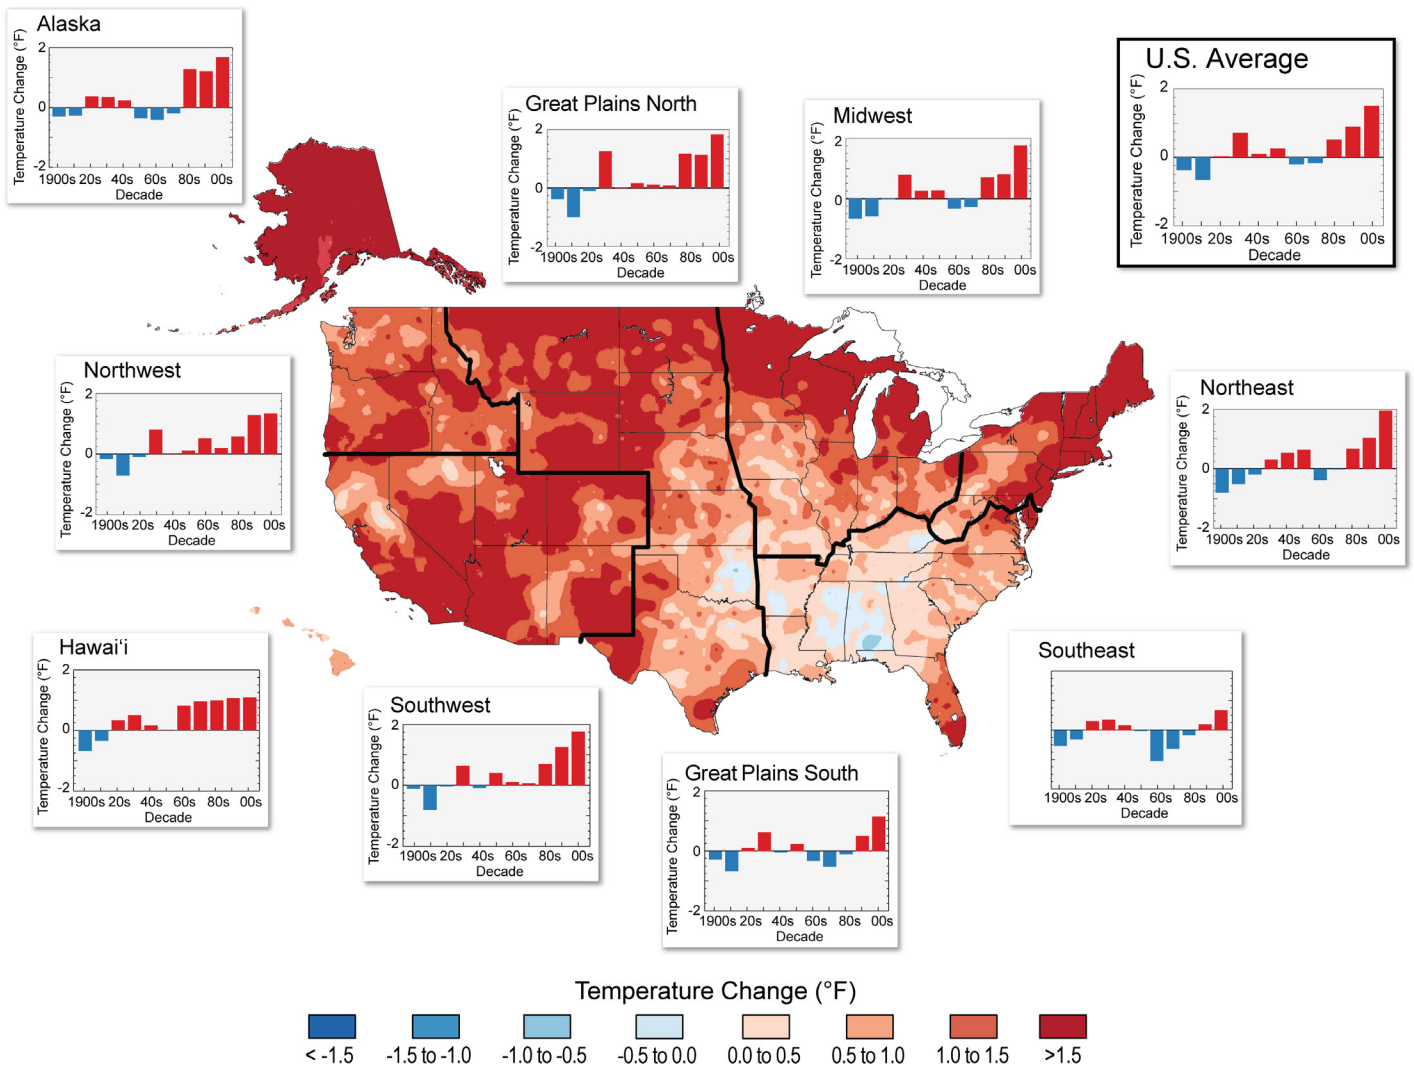 Alaska
Temperature Change (°F)
2
0
-2
1900s 20s 40s 60s 80s 00s
Decade
Great Plains North
Temperature Change (°F)
2
0
-2
1900s 20s 40s 60s 80s 00s
Decade
Midwest
Temperature Change (°F)
2
0
-2
1900s 20s 40s 60s 80s 00s
Decade
U.S. Average
Temperature Change (°F)
2
0
-2
1900s 20s 40s 60s 80s 00s
Decade
Northwest
Temperature Change (°F)
2
0
-2
1900s 20s 40s 60s 80s 00s
Decade
Northeast
Temperature Change (°F)
2
0
-2
1900s 20s 40s 60s 80s 00s
Decade
Hawai‘i
Temperature Change (°F)
2
0
-2
1900s 20s 40s 60s 80s 00s
Decade
Southwest
Temperature Change (°F)
2
0
-2
1900s 20s 40s 60s 80s 00s
Decade
Great Plains South
Temperature Change (°F)
2
0
-2
1900s 20s 40s 60s 80s 00s
Decade
Southeast
1900s 20s 40s 60s 80s 00s
Decade
Temperature Change (°F)
< -1.5 -1.5 to -1.0 -1.0 to -0.5 -0.5 to 0.0 0.0 to 0.5 0.5 to 1.0 1.0 to 1.5 >1.5